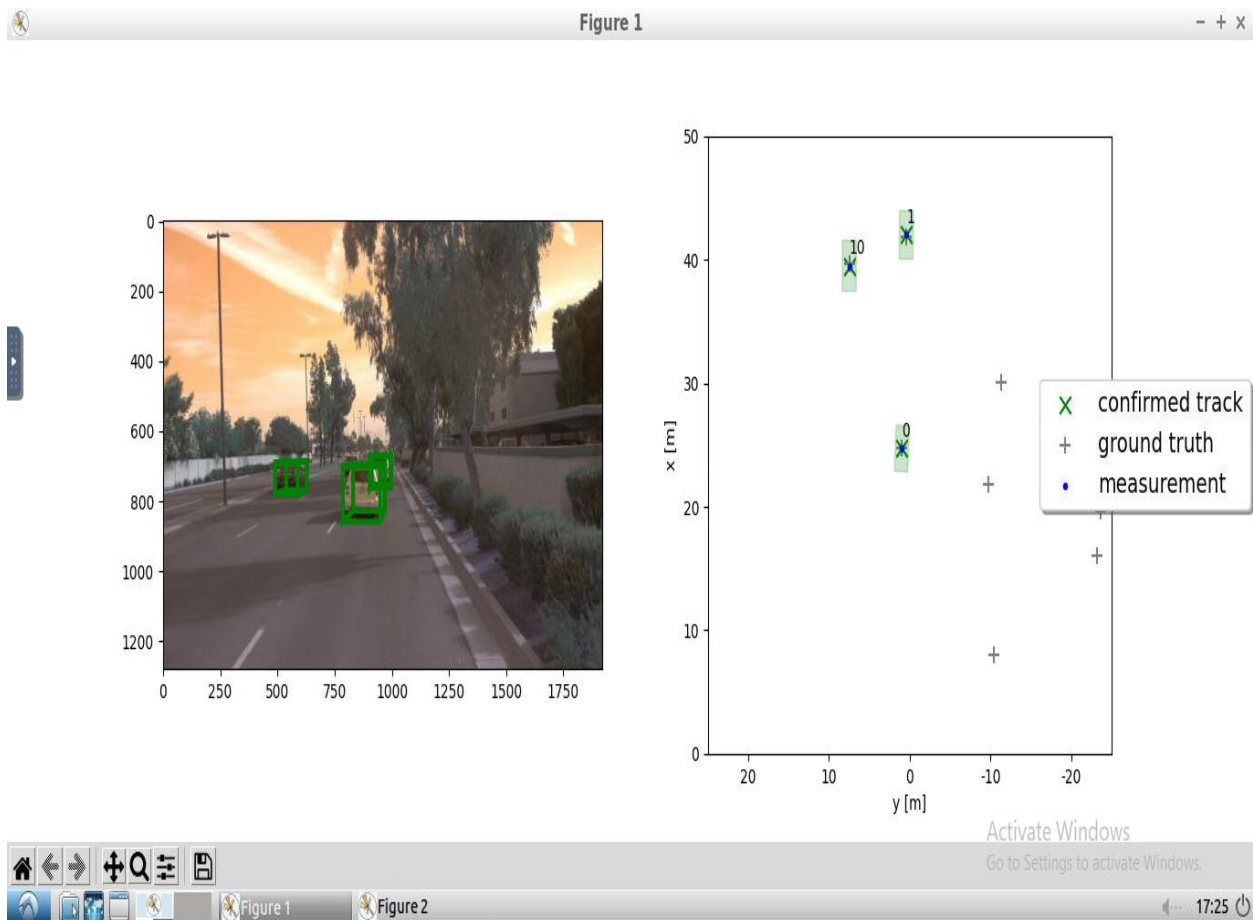 Figure 1
0
200
400
600
800
1000
1200
0 250 500 750 1000 1250 1500 1750
50
40
30
20
10
0
x [m]
1
10
0
20 10 0 -10 -20
y [m]
confirmed track
ground truth
measurement
Activate Windows
Go to Settings to activate Windows.
Figure 1
Figure 2
17:25